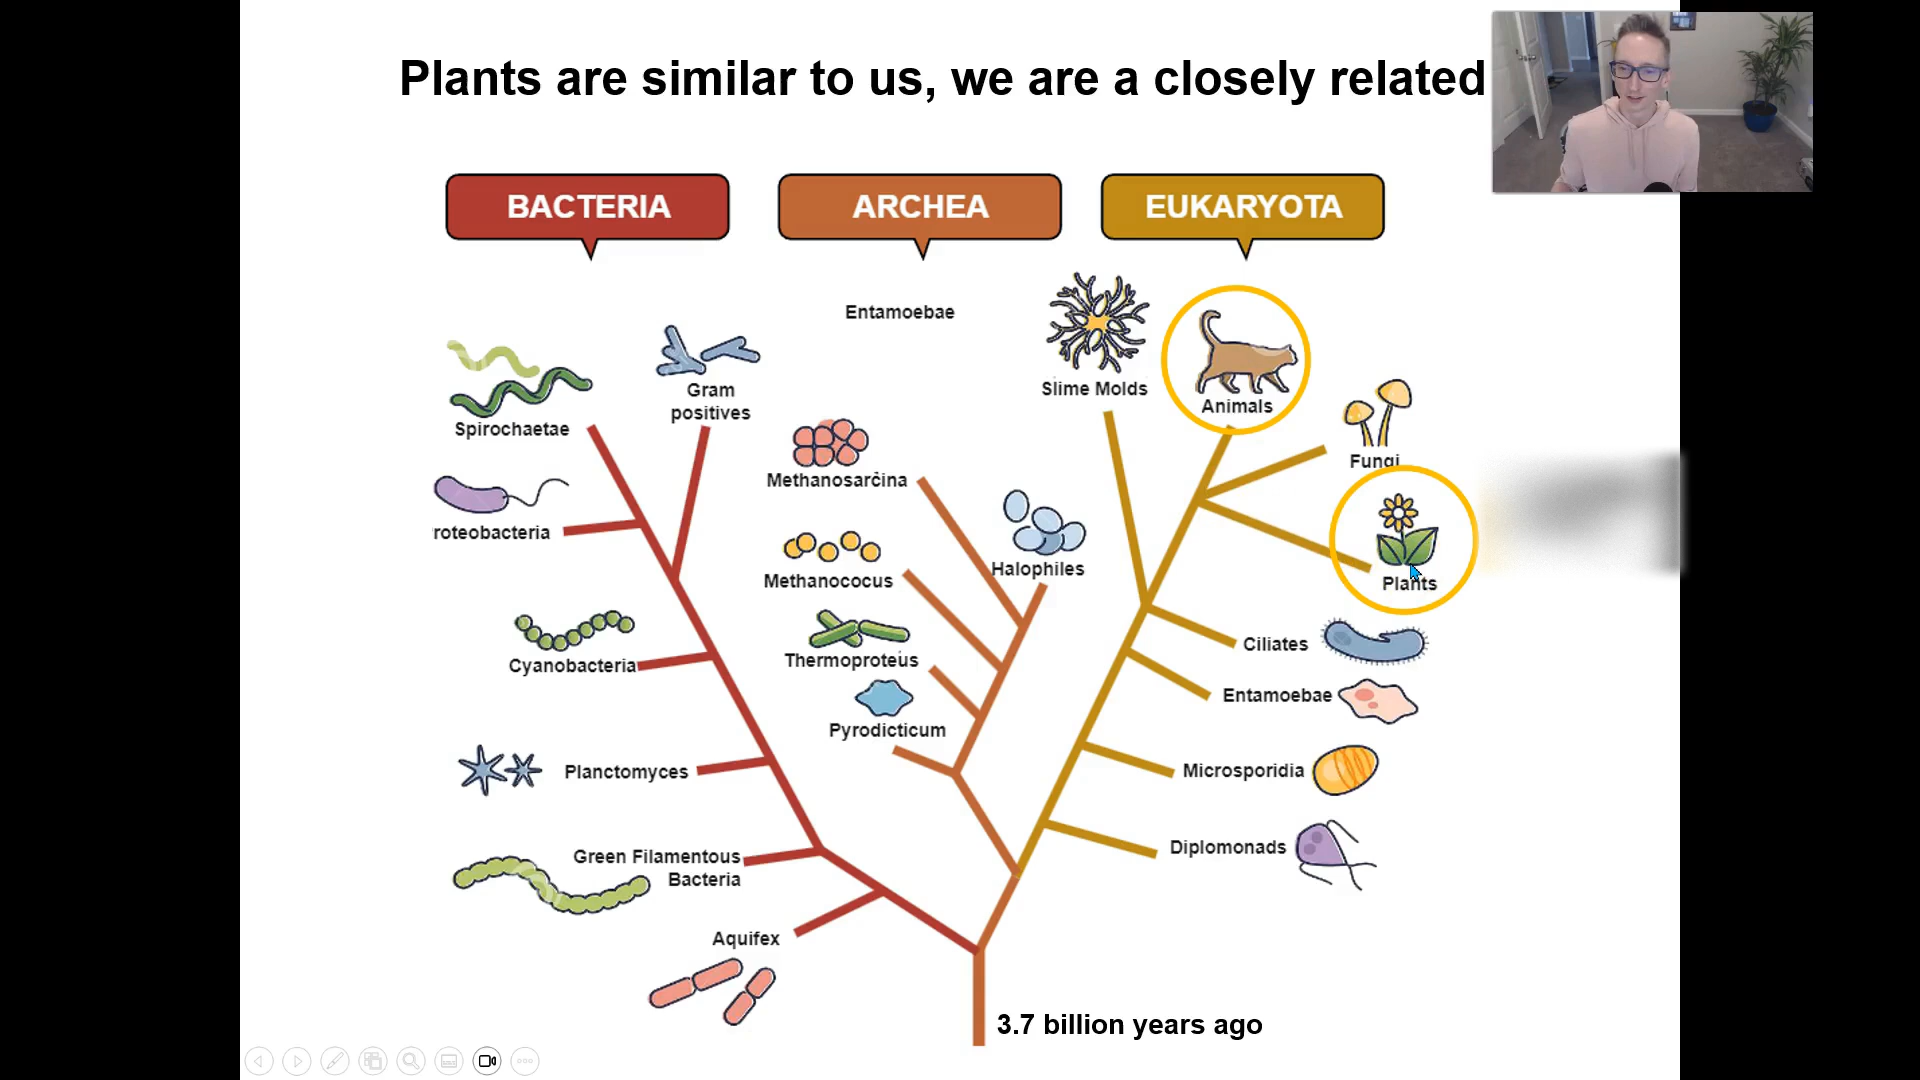 Plants are similar to us, we are a closely related
BACTERIA
ARCHEA
EUKARYOTA
Entamoebae
Slime Molds
Animals
Gram
positives
Spirochaetae
Fungi
Methanosarcina
roteobacteria
Halophiles
Methanococus
Plants
Ciliates
Thermoproteus
Cyanobacteria
Entamoebae
Pyrodicticum
Microsporidia
Planctomyces
Diplomonads
Green Filamentous
Bacteria
Aquifex
3.7 billion years ago